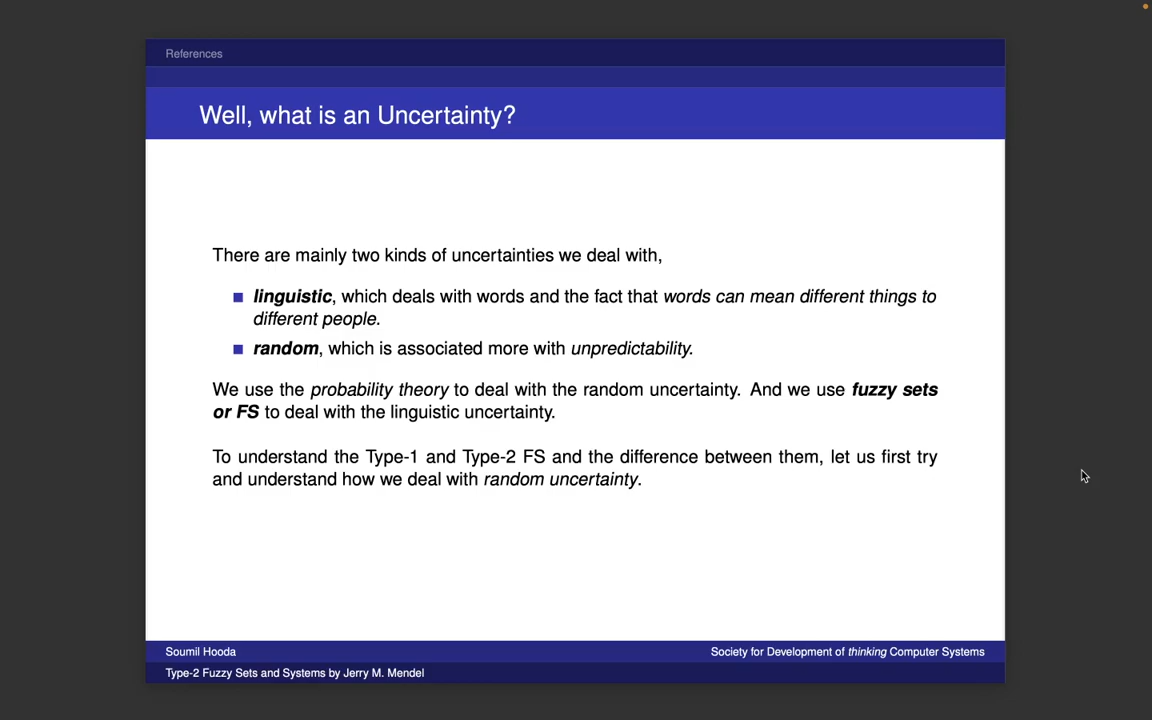 References
Well, what is an Uncertainty?
There are mainly two kinds of uncertainties we deal with,
linguistic, which deals with words and the fact that words can mean different things to
different people.
random, which is associated more with unpredictability.
We use the probability theory to deal with the random uncertainty. And we use fuzzy sets
or FS to deal with the linguistic uncertainty.
To understand the Type-1 and Type-2 FS and the difference between them, let us first try
and understand how we deal with random uncertainty.
Soumil Hooda
Society for Development of thinking Computer Systems
Type-2 Fuzzy Sets and Systems by Jerry M. Mendel